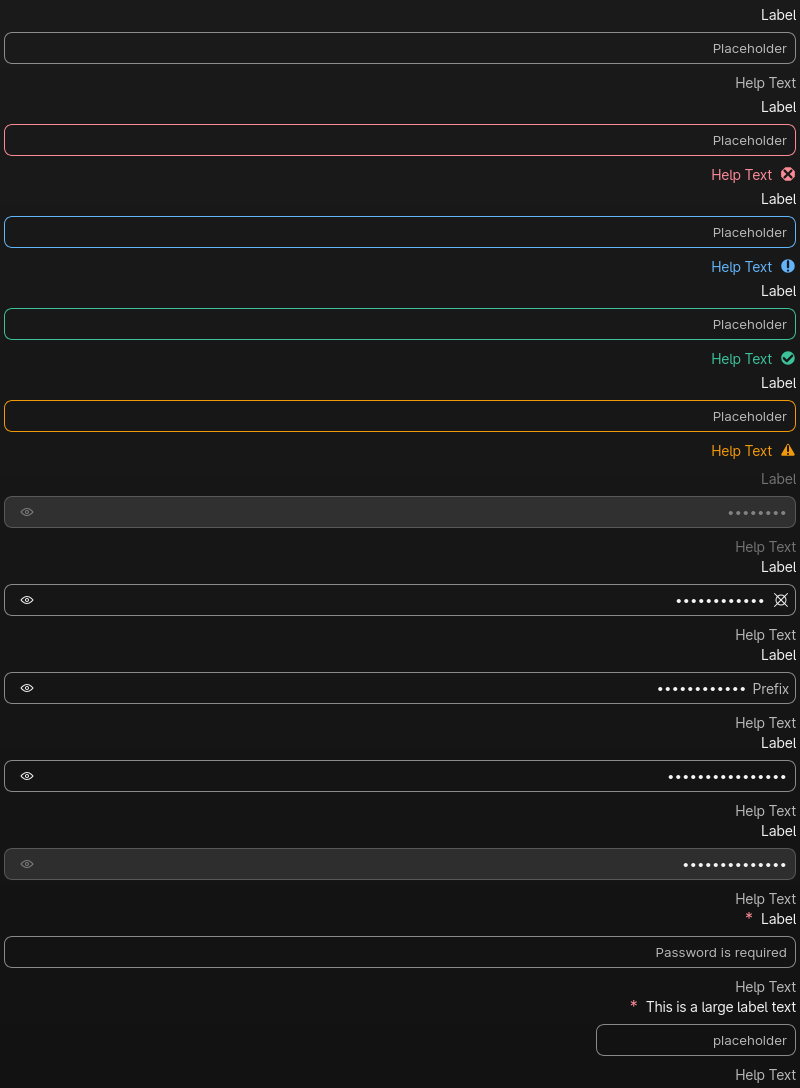 Label
Placeholder
Help Text
Label
Placeholder
Help Text
Label
Placeholder
Help Text
Label
Placeholder
Help Text
Label
Placeholder
Help Text
Label
••••••••
Help Text
Label
••••••••••••
Help Text
Label
•••••••••••• Prefix
Help Text
Label
••••••••••••••••
Help Text
Label
••••••••••••••
Help Text
* Label
Password is required
Help Text
* This is a large label text
placeholder
Help Text